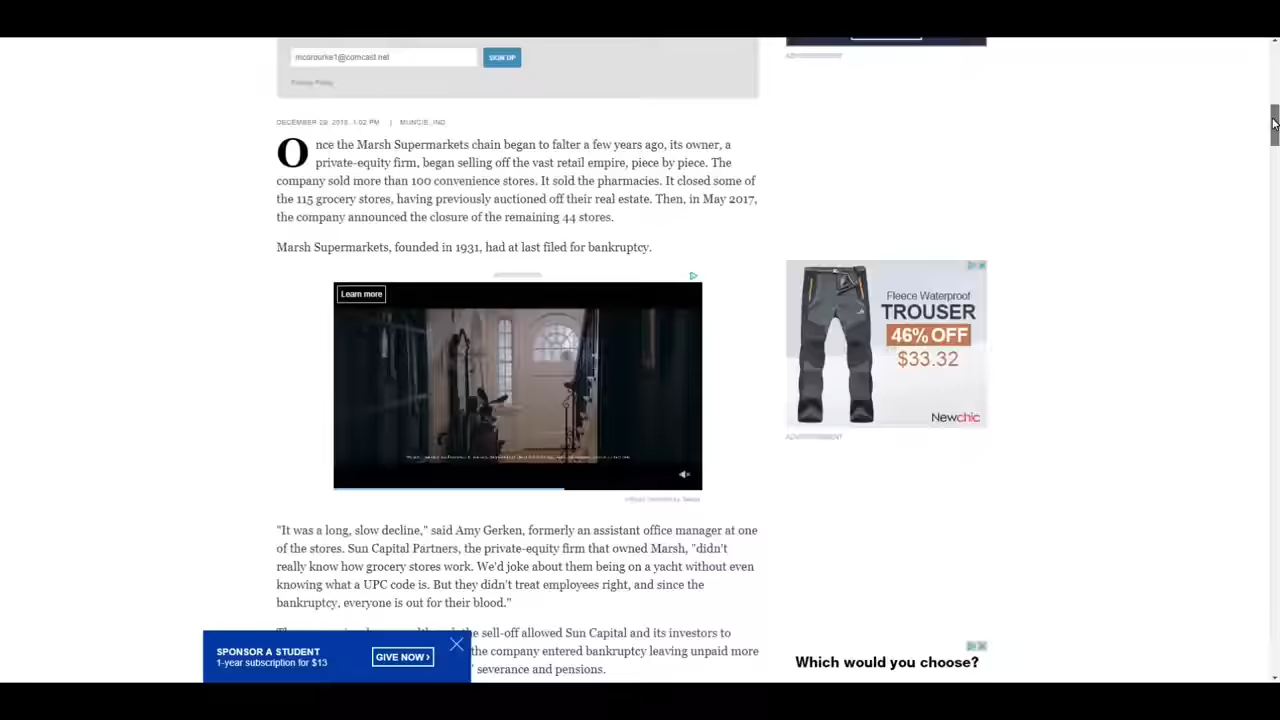 mcorourke1@comcast.net
SIGN UP
Privacy Policy
MUNCIE, IND
Once the Marsh Supermarkets chain began to falter a few years ago, its owner, a
private-equity firm, began selling off the vast retail empire, piece by piece. The
company sold more than 100 convenience stores. It sold the pharmacies. It closed some of
the 115 grocery stores, having previously auctioned off their real estate. Then, in May 2017,
the company announced the closure of the remaining 44 stores.
Marsh Supermarkets, founded in 1931, had at last filed for bankruptcy.
Learn more
Fleece Waterproof
TROUSER
46% OFF
$33.32
Newchic
"It was a long, slow decline," said Amy Gerken, formerly an assistant office manager at one
of the stores. Sun Capital Partners, the private-equity firm that owned Marsh, "didn't
really know how grocery stores work. We'd joke about them being on a yacht without even
knowing what a UPC code is. But they didn't treat employees right, and since the
bankruptcy, everyone is out for their blood."
the sell-off allowed Sun Capital and its investors to
the company entered bankruptcy leaving unpaid more
severance and pensions.
SPONSOR A STUDENT
1-year subscription for $13
GIVE NOW ›
Which would you choose?